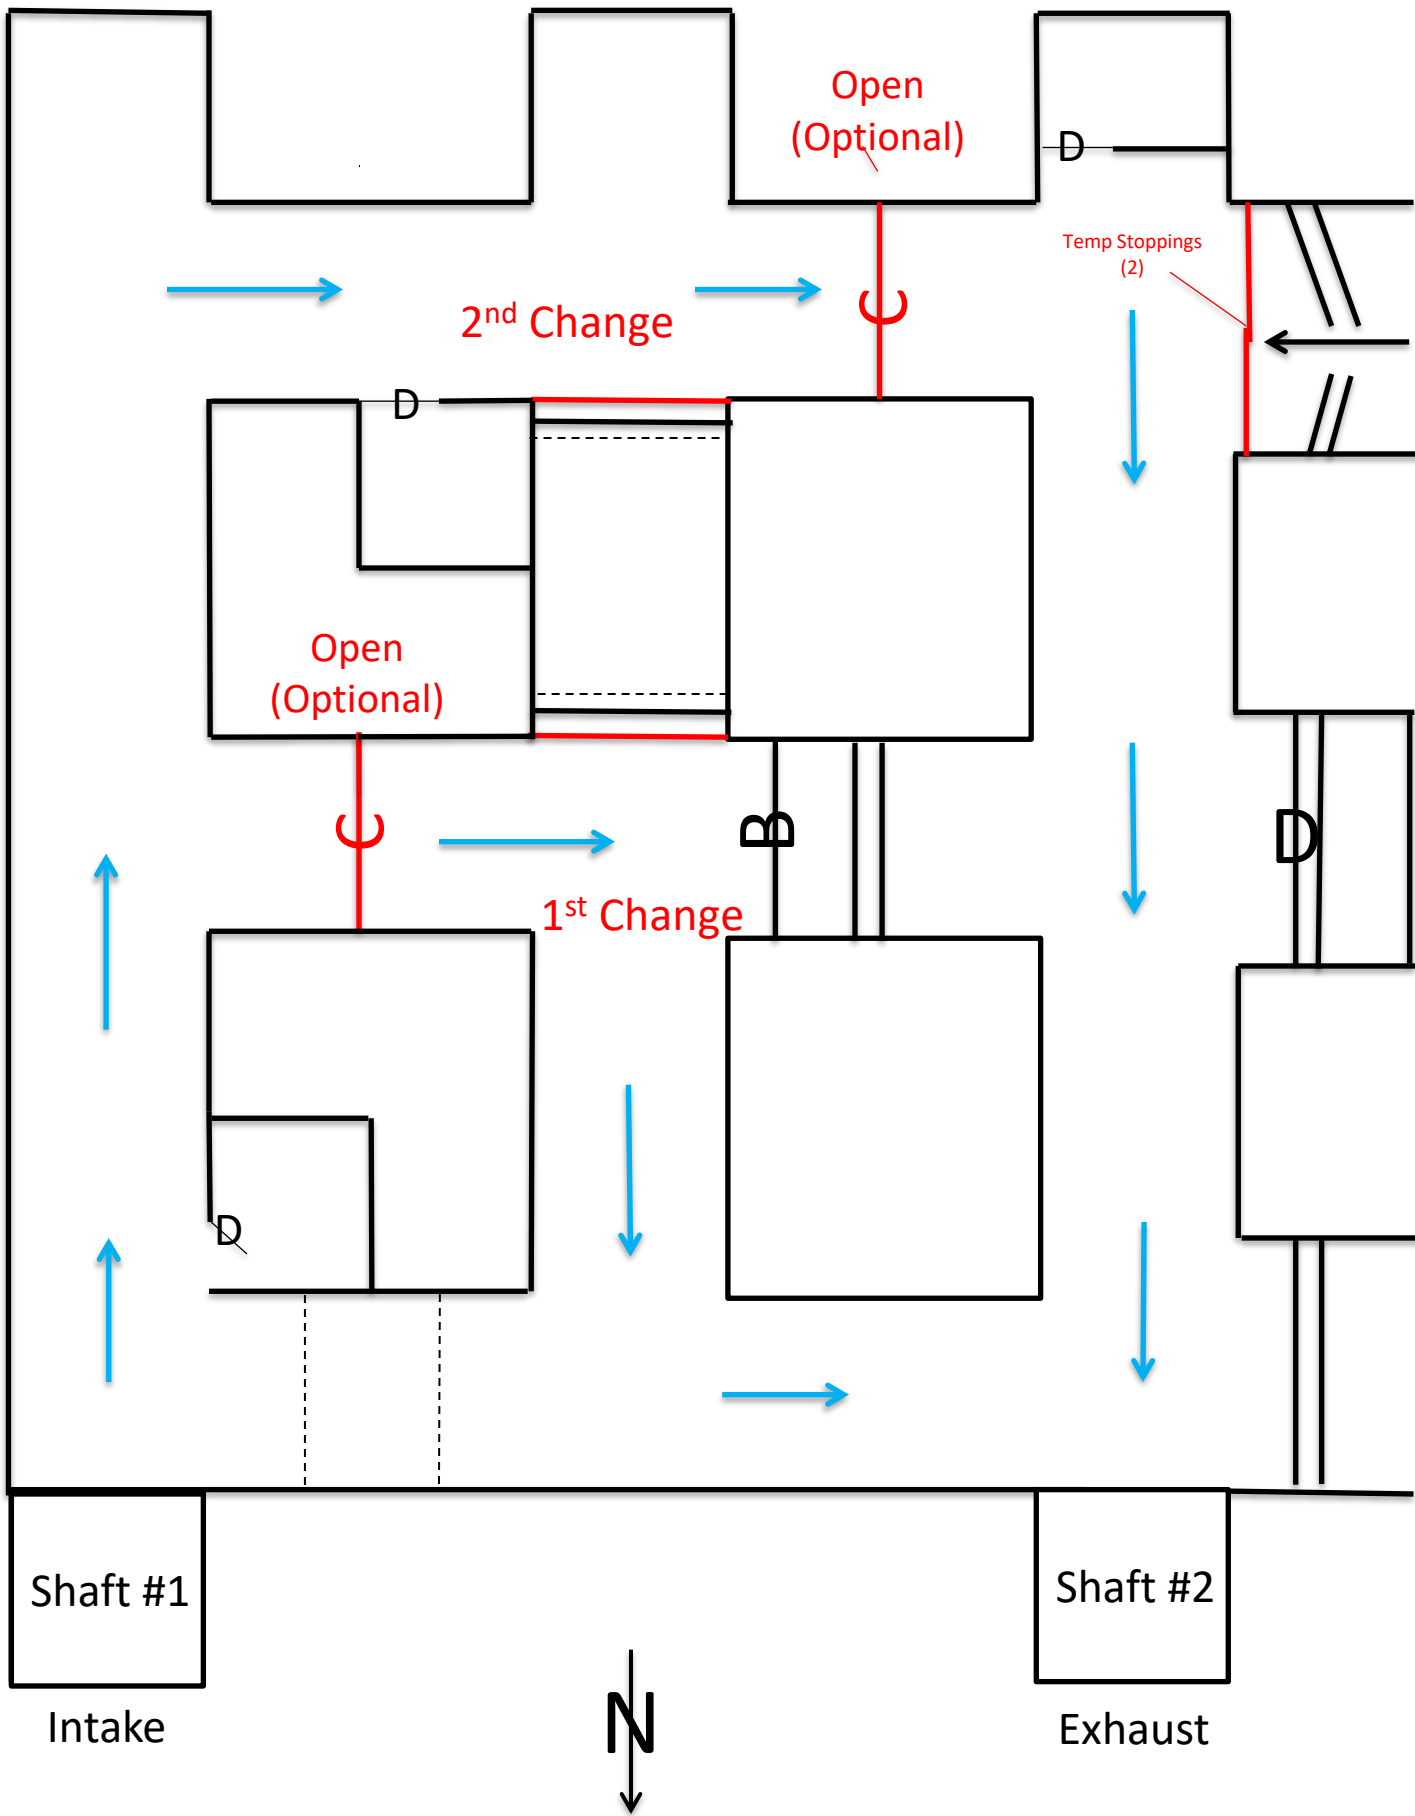 Open
(Optional)
D
Temp Stoppings
(2)
C
2nd Change
D
Open
(Optional)
C
B
D
1st Change
D
Shaft #1
Shaft #2
Intake
N
Exhaust